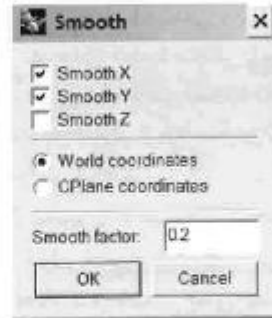 Smooth
Smooth X
Smooth Y
Smooth Z
World coordinates
CPlane coordinates
Smooth factor: 0.2
OK Cancel